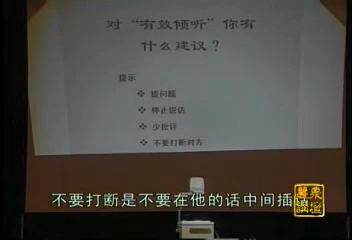 对“有效倾听”你有
什么建议？
提示
❖ 提问题
❖ 停止说话
❖ 少批评
❖ 不要打断对方
不要打断是不要在他的话中间插